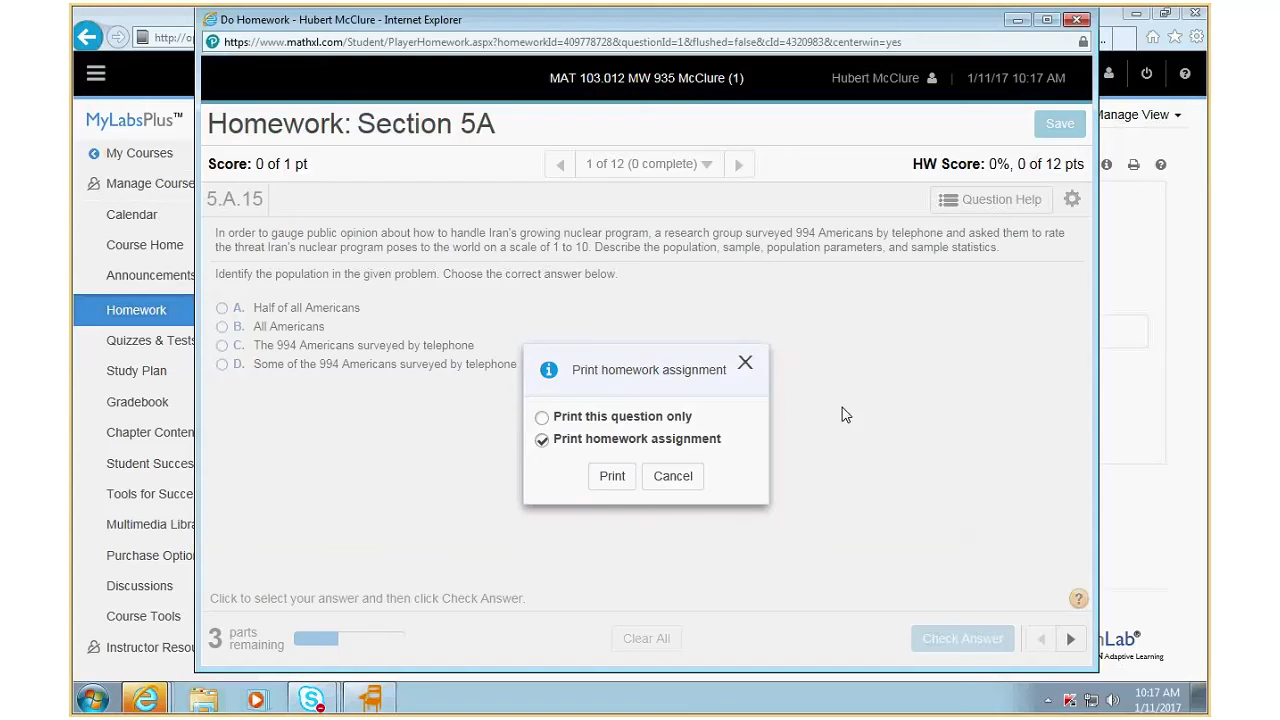 Do Homework - Hubert McClure - Internet Explorer
https://www.mathxl.com/Student/PlayerHomework.aspx?homeworkId=409778728&questionId=1&flushed=false&cId=4320983&centerwin=yes
http://o
MAT 103.012 MW 935 McClure (1)
Hubert McClure
1/11/17 10:17 AM
MyLabsPlus™
Manage View
Homework: Section 5A
Save
My Courses
Score: 0 of 1 pt
1 of 12 (0 complete)
HW Score: 0%, 0 of 12 pts
Manage Course
5.A.15
Question Help
Calendar
In order to gauge public opinion about how to handle Iran's growing nuclear program, a research group surveyed 994 Americans by telephone and asked them to rate
the threat Iran's nuclear program poses to the world on a scale of 1 to 10. Describe the population, sample, population parameters, and sample statistics.
Course Home
Identify the population in the given problem. Choose the correct answer below.
Announcements
A. Half of all Americans
Homework
B. All Americans
Quizzes & Tests
C. The 994 Americans surveyed by telephone
D. Some of the 994 Americans surveyed by telephone
Study Plan
Print homework assignment
Gradebook
Print this question only
Chapter Conten
Print homework assignment
Student Succes
Print
Cancel
Tools for Succe
Multimedia Libra
Purchase Optio
Discussions
Click to select your answer and then click Check Answer.
?
Course Tools
3 parts
remaining
Clear All
Check Answer
Instructor Resou
nLab®
Adaptive Learning
10:17 AM
1/11/2017